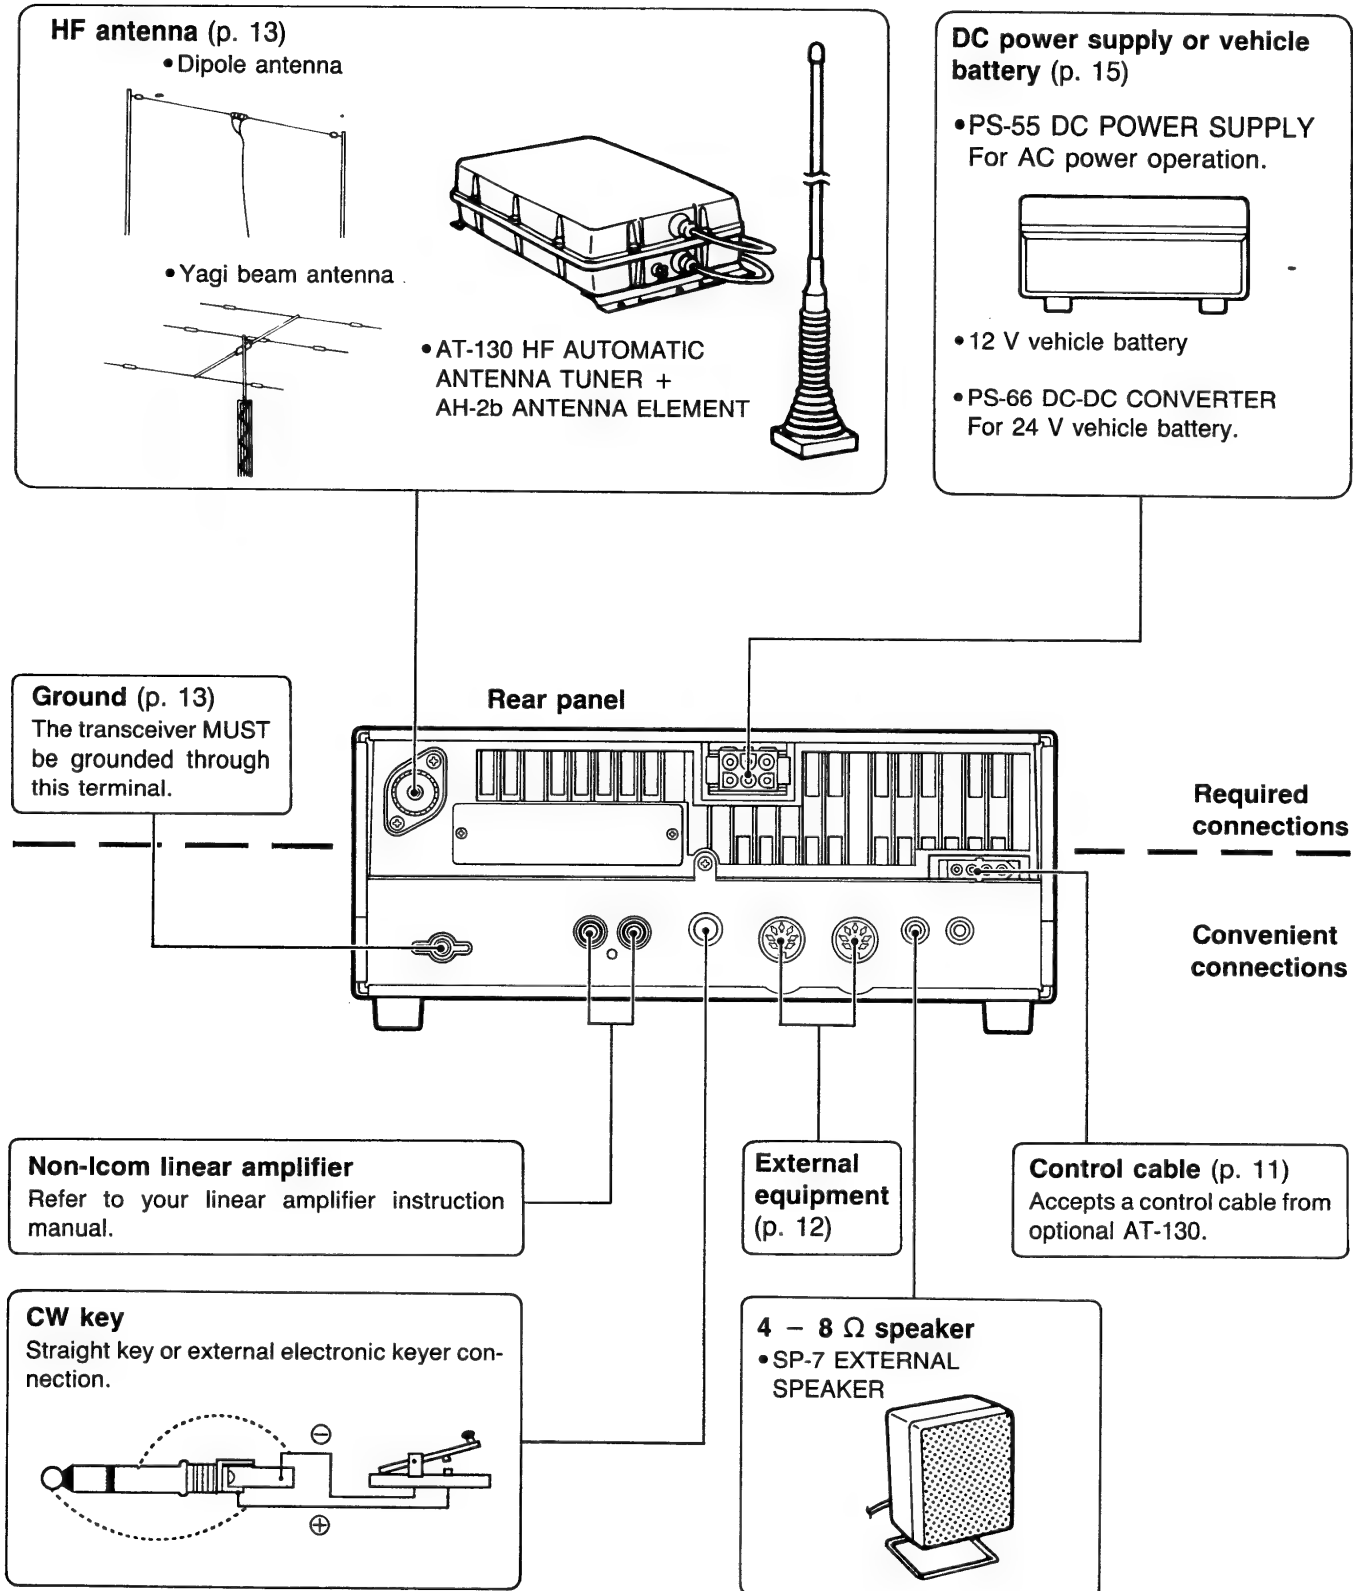 HF antenna (p. 13)
• Dipole antenna
• Yagi beam antenna
• AT-130 HF AUTOMATIC
ANTENNA TUNER +
AH-2b ANTENNA ELEMENT
DC power supply or vehicle
battery (p. 15)
• PS-55 DC POWER SUPPLY
For AC power operation.
• 12 V vehicle battery
• PS-66 DC-DC CONVERTER
For 24 V vehicle battery.
Ground (p. 13)
The transceiver MUST
be grounded through
this terminal.
Rear panel
Required
connections
Convenient
connections
Non-Icom linear amplifier
Refer to your linear amplifier instruction
manual.
External
equipment
(p. 12)
Control cable (p. 11)
Accepts a control cable from
optional AT-130.
CW key
Straight key or external electronic keyer con-
nection.
⊖
⊕
4 – 8 Ω speaker
• SP-7 EXTERNAL
SPEAKER